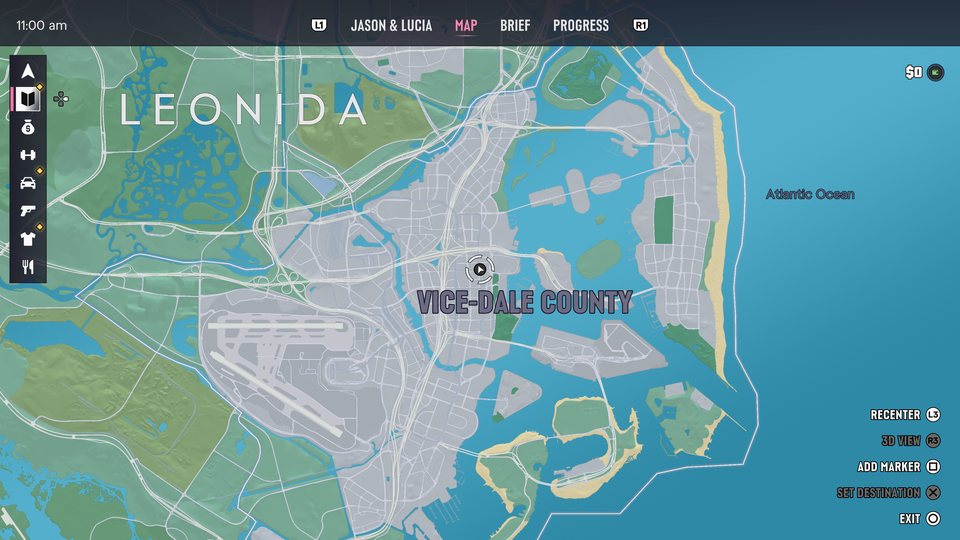 11:00 am
L1 JASON & LUCIA MAP BRIEF PROGRESS R1
$0
LEONIDA
Atlantic Ocean
VICE-DALE COUNTY
RECENTER L3
3D VIEW R3
ADD MARKER
SET DESTINATION
EXIT